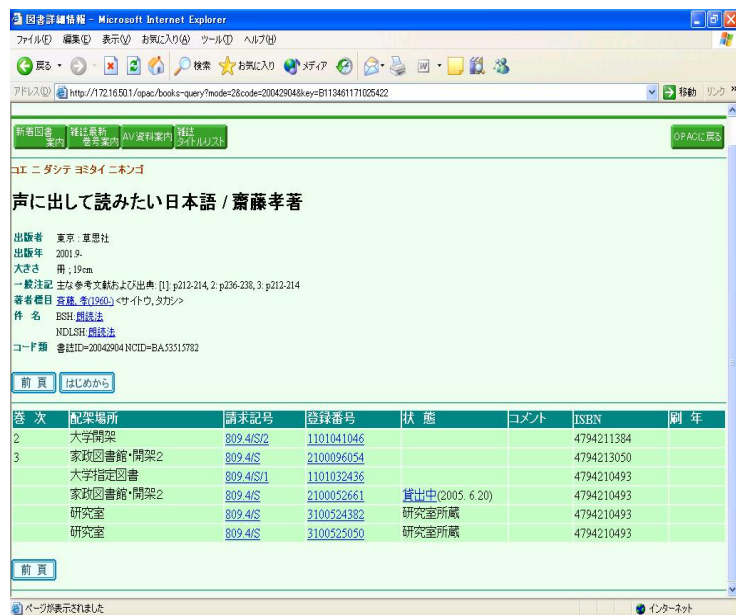 図書詳細情報 - Microsoft Internet Explorer
ファイル(F) 編集(E) 表示(V) お気に入り(A) ツール(T) ヘルプ(H)
戻る 検索 お気に入り メディア
アドレス(D) http://172.16.50.1/opac/books-query?mode=2&code=20042904&key=B113461171025422 移動 リンク »
新着図書案内 雑誌最新巻号案内 AV資料案内 雑誌タイトルリスト OPACに戻る
コエ ニ ダシテ ヨミタイ ニホンゴ
声に出して読みたい日本語 / 齋藤孝著
出版者 東京 : 草思社
出版年 2001.9-
大きさ 冊 ; 19cm
一般注記 主な参考文献および出典: [1]: p212-214, 2: p236-238, 3: p212-214
著者標目 斉藤, 孝(1960-) <サイトウ, タカシ>
件 名 BSH:朗読法
NDLSH:朗読法
コード類 書誌ID=20042904 NCID=BA53515782
前 頁 はじめから
巻 次 配架場所 請求記号 登録番号 状 態 コメント ISBN 刷 年
2 大学開架 809.4/S/2 1101041046 4794211384
3 家政図書館・開架2 809.4/S 2100096054 4794213050
大学指定図書 809.4/S/1 1101032436 4794210493
家政図書館・開架2 809.4/S 2100052661 貸出中(2005. 6.20) 4794210493
研究室 809.4/S 3100524382 研究室所蔵 4794210493
研究室 809.4/S 3100525050 研究室所蔵 4794210493
前 頁
ページが表示されました インターネット